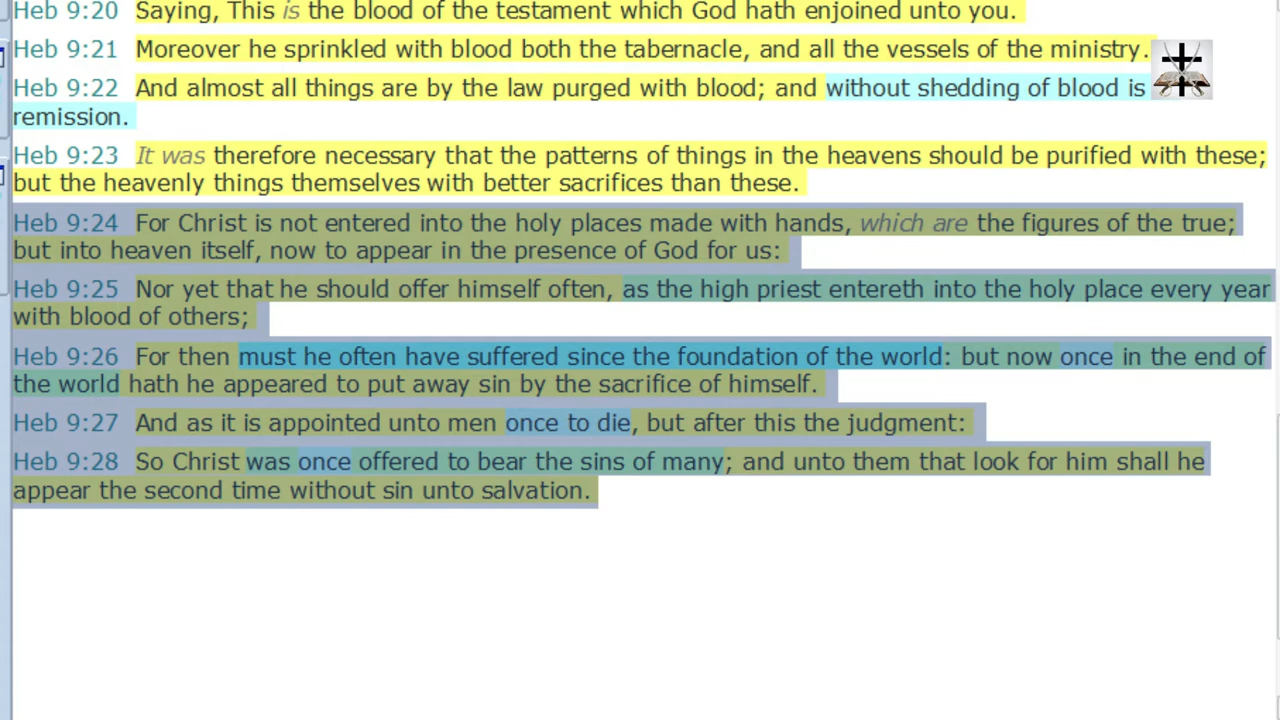 Heb 9:20 Saying, This is the blood of the testament which God hath enjoined unto you.
Heb 9:21 Moreover he sprinkled with blood both the tabernacle, and all the vessels of the ministry.
Heb 9:22 And almost all things are by the law purged with blood; and without shedding of blood is
remission.
Heb 9:23 It was therefore necessary that the patterns of things in the heavens should be purified with these;
but the heavenly things themselves with better sacrifices than these.
Heb 9:24 For Christ is not entered into the holy places made with hands, which are the figures of the true;
but into heaven itself, now to appear in the presence of God for us:
Heb 9:25 Nor yet that he should offer himself often, as the high priest entereth into the holy place every year
with blood of others;
Heb 9:26 For then must he often have suffered since the foundation of the world: but now once in the end of
the world hath he appeared to put away sin by the sacrifice of himself.
Heb 9:27 And as it is appointed unto men once to die, but after this the judgment:
Heb 9:28 So Christ was once offered to bear the sins of many; and unto them that look for him shall he
appear the second time without sin unto salvation.